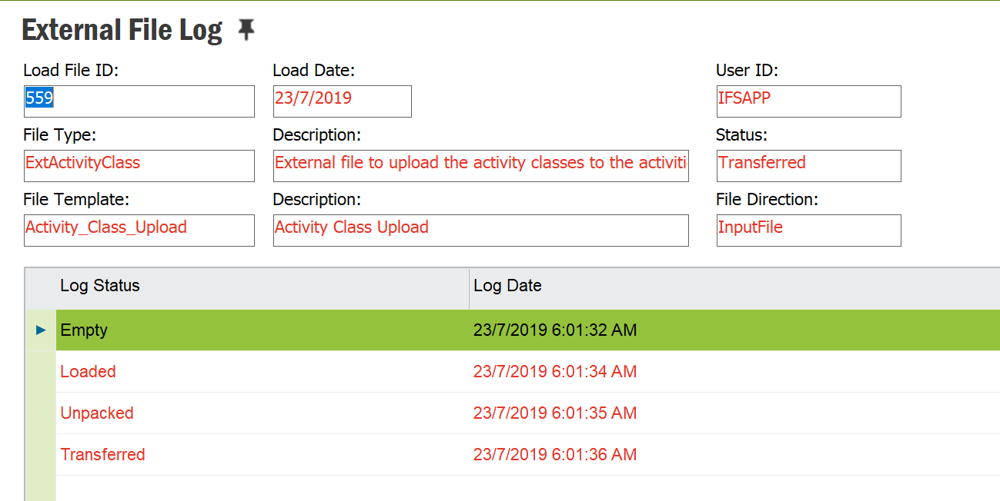 External File Log
Load File ID: Load Date: User ID:
559 23/7/2019 IFSAPP
File Type: Description: Status:
ExtActivityClass External file to upload the activity classes to the activiti Transferred
File Template: Description: File Direction:
Activity_Class_Upload Activity Class Upload InputFile
Log Status Log Date
Empty 23/7/2019 6:01:32 AM
Loaded 23/7/2019 6:01:34 AM
Unpacked 23/7/2019 6:01:35 AM
Transferred 23/7/2019 6:01:36 AM